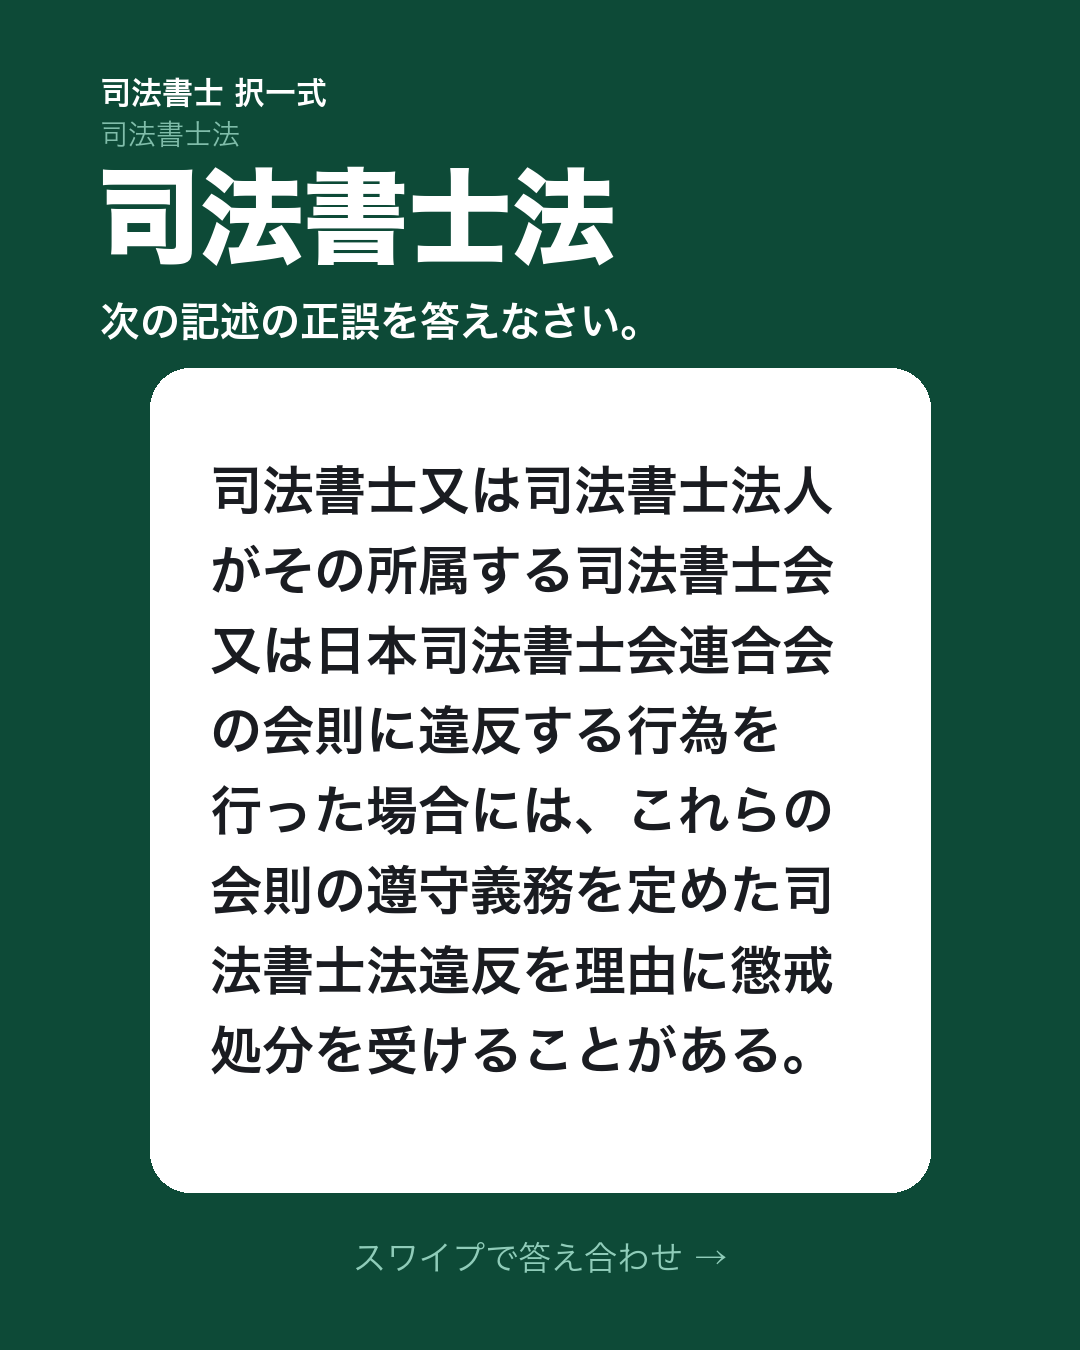 司法書士 択一式
司法書士法
司法書士法
次の記述の正誤を答えなさい。
司法書士又は司法書士法人
がその所属する司法書士会
又は日本司法書士会連合会
の会則に違反する行為を
行った場合には、これらの
会則の遵守義務を定めた司
法書士法違反を理由に懲戒
処分を受けることがある。
スワイプで答え合わせ →